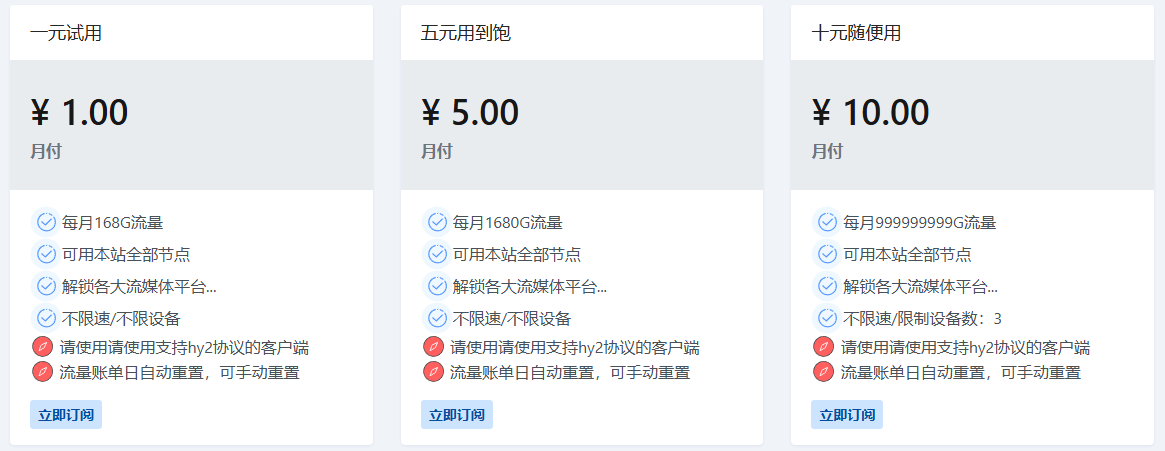 一元试用
¥ 1.00
月付
每月168G流量
可用本站全部节点
解锁各大流媒体平台...
不限速/不限设备
请使用请使用支持hy2协议的客户端
流量账单日自动重置，可手动重置
立即订阅
五元用到饱
¥ 5.00
月付
每月1680G流量
可用本站全部节点
解锁各大流媒体平台...
不限速/不限设备
请使用请使用支持hy2协议的客户端
流量账单日自动重置，可手动重置
立即订阅
十元随便用
¥ 10.00
月付
每月999999999G流量
可用本站全部节点
解锁各大流媒体平台...
不限速/限制设备数：3
请使用请使用支持hy2协议的客户端
流量账单日自动重置，可手动重置
立即订阅